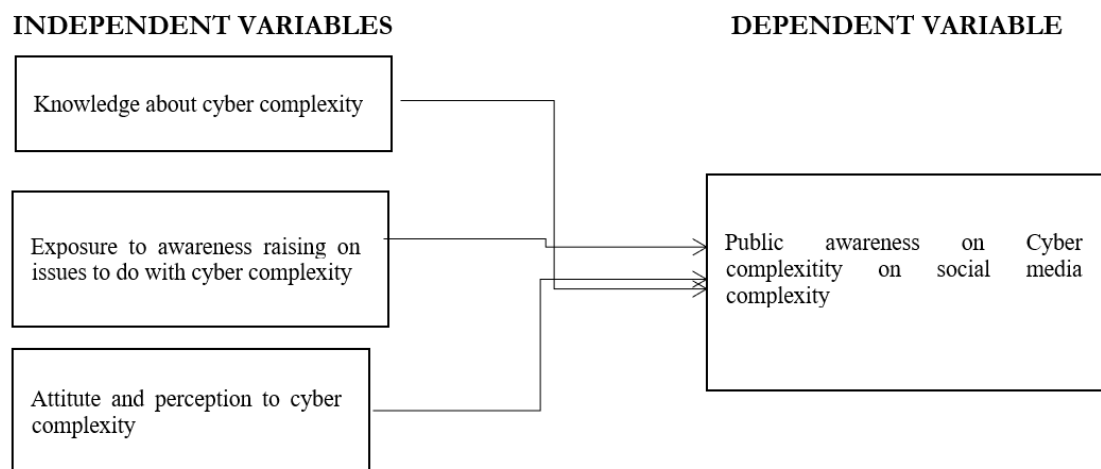 INDEPENDENT VARIABLES
DEPENDENT VARIABLE
Knowledge about cyber complexity
Exposure to awareness raising on
issues to do with cyber complexity
Attitute and perception to cyber
complexity
Public awareness on Cyber
complexitity on social media
complexity